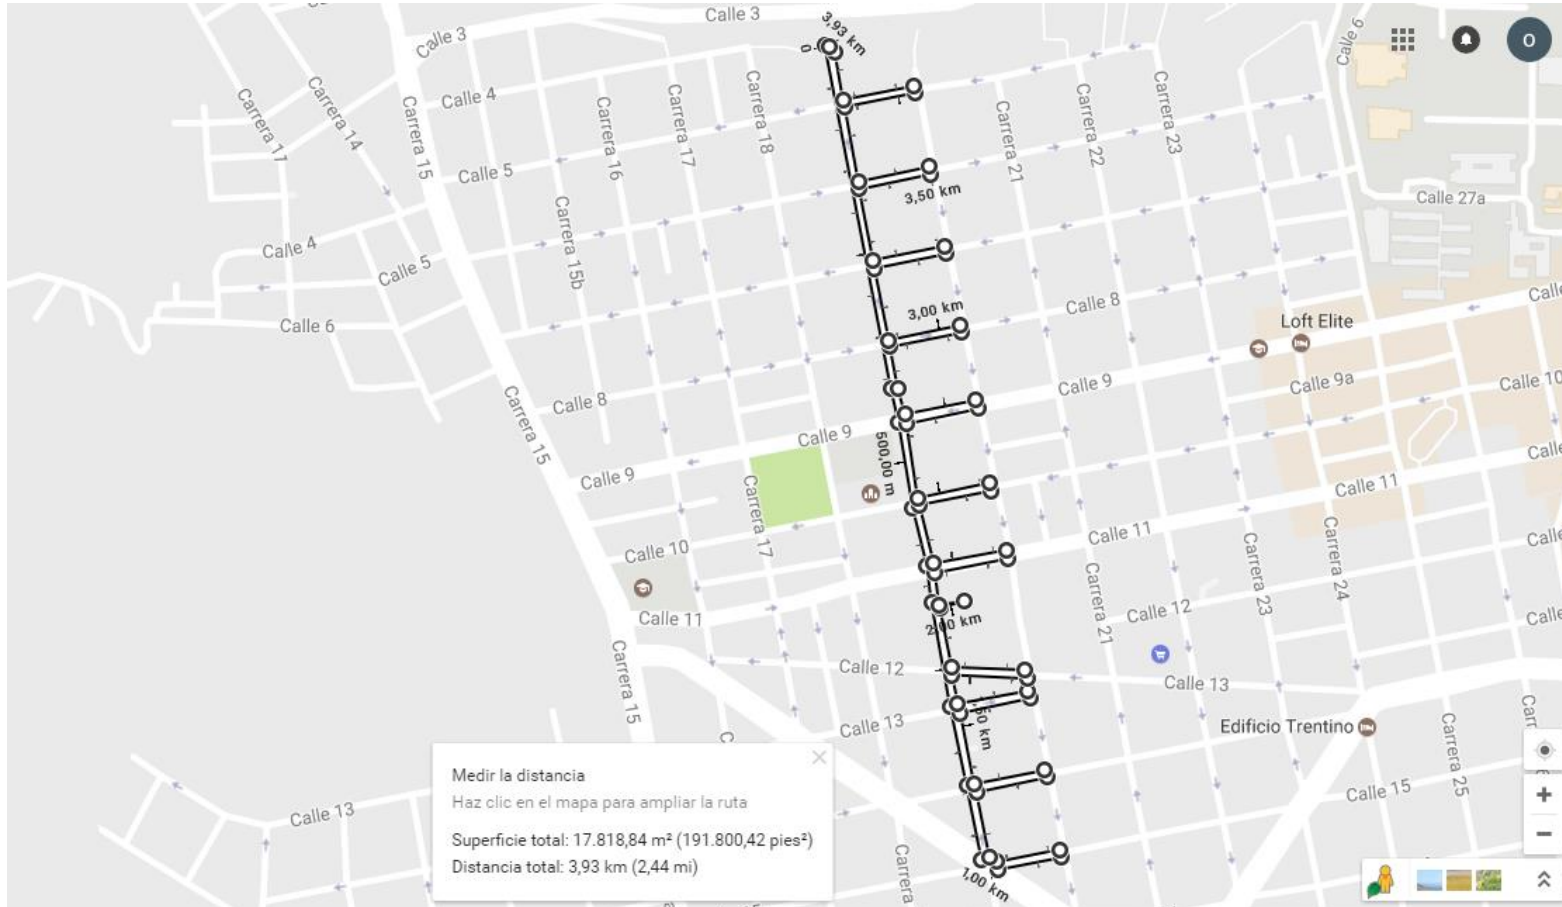 Calle 3
3,93 km
0
Calle 3
Calle 6
O
Carrera 11
Carrera 14
Carrera 15
Calle 4
Carrera 16
Carrera 17
Carrera 18
Carrera 21
Carrera 22
Carrera 23
Calle 5
3,50 km
Calle 27a
Carrera 15b
Calle 4
Calle 5
Calle 6
3,00 km
Calle 8
Loft Elite
Calle 9
Calle 9a
Calle 10
Calle 8
Carrera 15
Calle 9
500,00 m
Calle 9
Calle 11
Carrera 17
Calle 10
Calle 11
Carrera 23
Carrera 24
Carrera 21
Calle 12
Calle 11
2,00 km
Carrera 15
Calle 12
Calle 13
Calle 13
Edificio Trentino
Carrera 25
Calle 15
Calle 13
Medir la distancia
Haz clic en el mapa para ampliar la ruta
Superficie total: 17.818,84 m² (191.800,42 pies²)
Distancia total: 3,93 km (2,44 mi)
Carrera
1,00 km